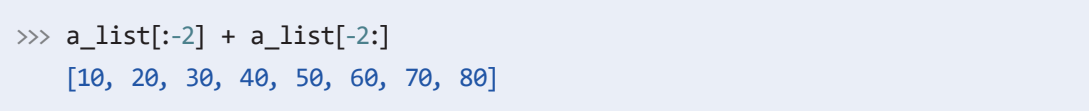 >>> a_list[:-2] + a_list[-2:]
[10, 20, 30, 40, 50, 60, 70, 80]